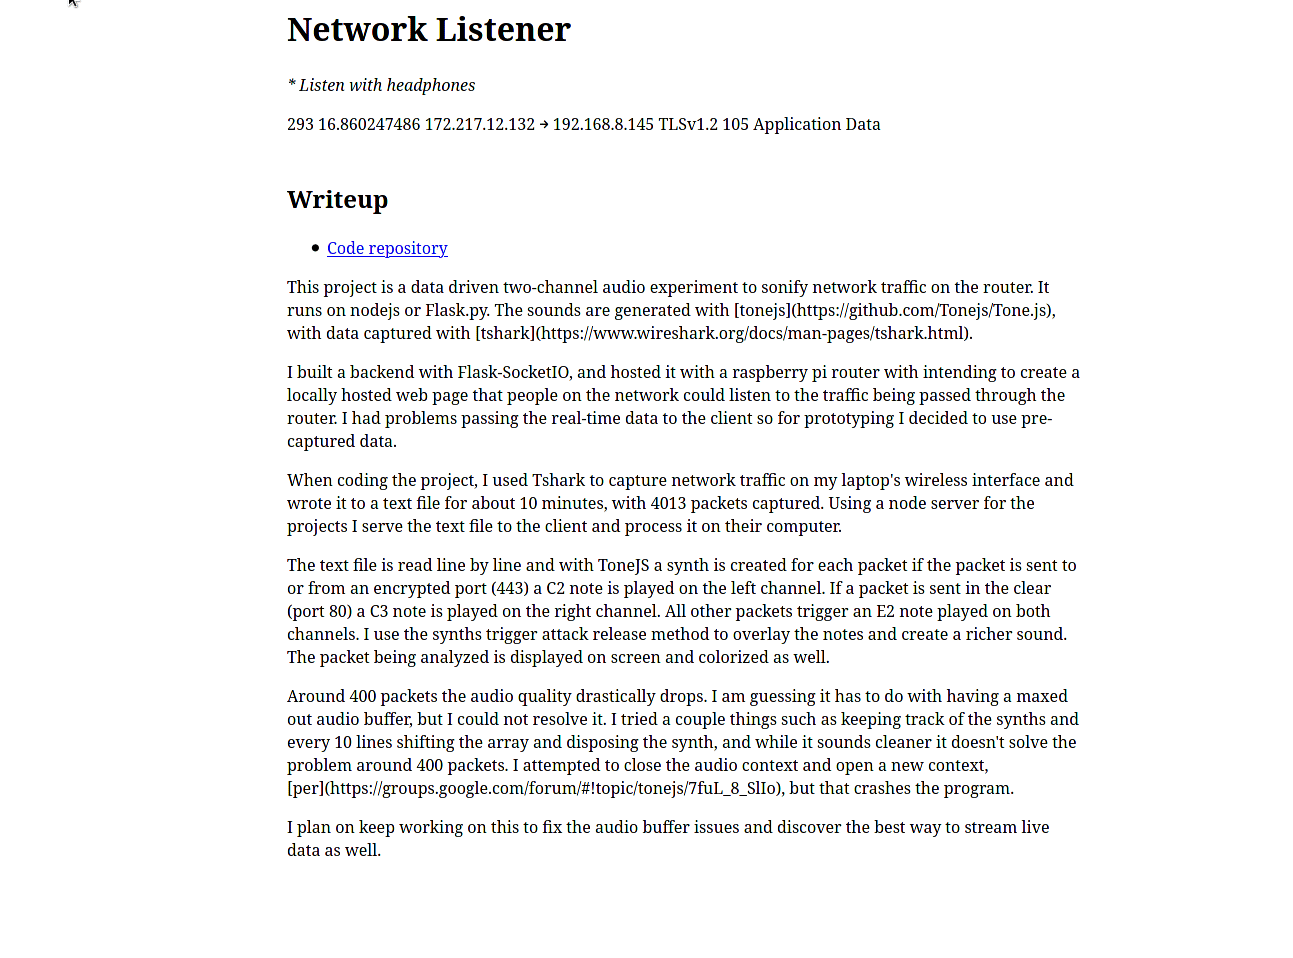 Network Listener
* Listen with headphones
293 16.860247486 172.217.12.132 → 192.168.8.145 TLSv1.2 105 Application Data
Writeup
• Code repository
This project is a data driven two-channel audio experiment to sonify network traffic on the router. It
runs on nodejs or Flask.py. The sounds are generated with [tonejs](https://github.com/Tonejs/Tone.js),
with data captured with [tshark](https://www.wireshark.org/docs/man-pages/tshark.html).
I built a backend with Flask-SocketIO, and hosted it with a raspberry pi router with intending to create a
locally hosted web page that people on the network could listen to the traffic being passed through the
router. I had problems passing the real-time data to the client so for prototyping I decided to use pre-
captured data.
When coding the project, I used Tshark to capture network traffic on my laptop's wireless interface and
wrote it to a text file for about 10 minutes, with 4013 packets captured. Using a node server for the
projects I serve the text file to the client and process it on their computer.
The text file is read line by line and with ToneJS a synth is created for each packet if the packet is sent to
or from an encrypted port (443) a C2 note is played on the left channel. If a packet is sent in the clear
(port 80) a C3 note is played on the right channel. All other packets trigger an E2 note played on both
channels. I use the synths trigger attack release method to overlay the notes and create a richer sound.
The packet being analyzed is displayed on screen and colorized as well.
Around 400 packets the audio quality drastically drops. I am guessing it has to do with having a maxed
out audio buffer, but I could not resolve it. I tried a couple things such as keeping track of the synths and
every 10 lines shifting the array and disposing the synth, and while it sounds cleaner it doesn't solve the
problem around 400 packets. I attempted to close the audio context and open a new context,
[per](https://groups.google.com/forum/#!topic/tonejs/7fuL_8_SlIo), but that crashes the program.
I plan on keep working on this to fix the audio buffer issues and discover the best way to stream live
data as well.